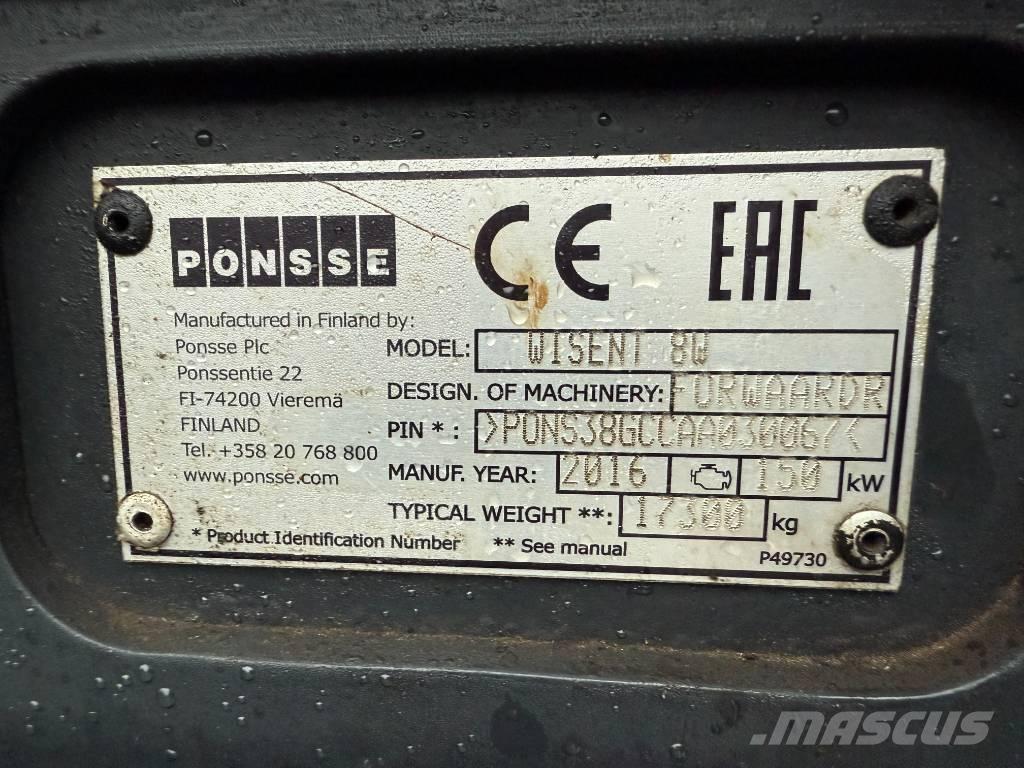 PONSSE CE EAC
Manufactured in Finland by:
Ponsse Plc
Ponssentie 22
FI-74200 Vieremä
FINLAND
Tel. +358 20 768 800
www.ponsse.com
MODEL: WISENT 8W
DESIGN. OF MACHINERY: FORWAARDR
PIN * : >PONS38GCCAA030067<
MANUF. YEAR: 2016 150 kW
TYPICAL WEIGHT **: 17300 kg
* Product Identification Number ** See manual
P49730
MASCUS